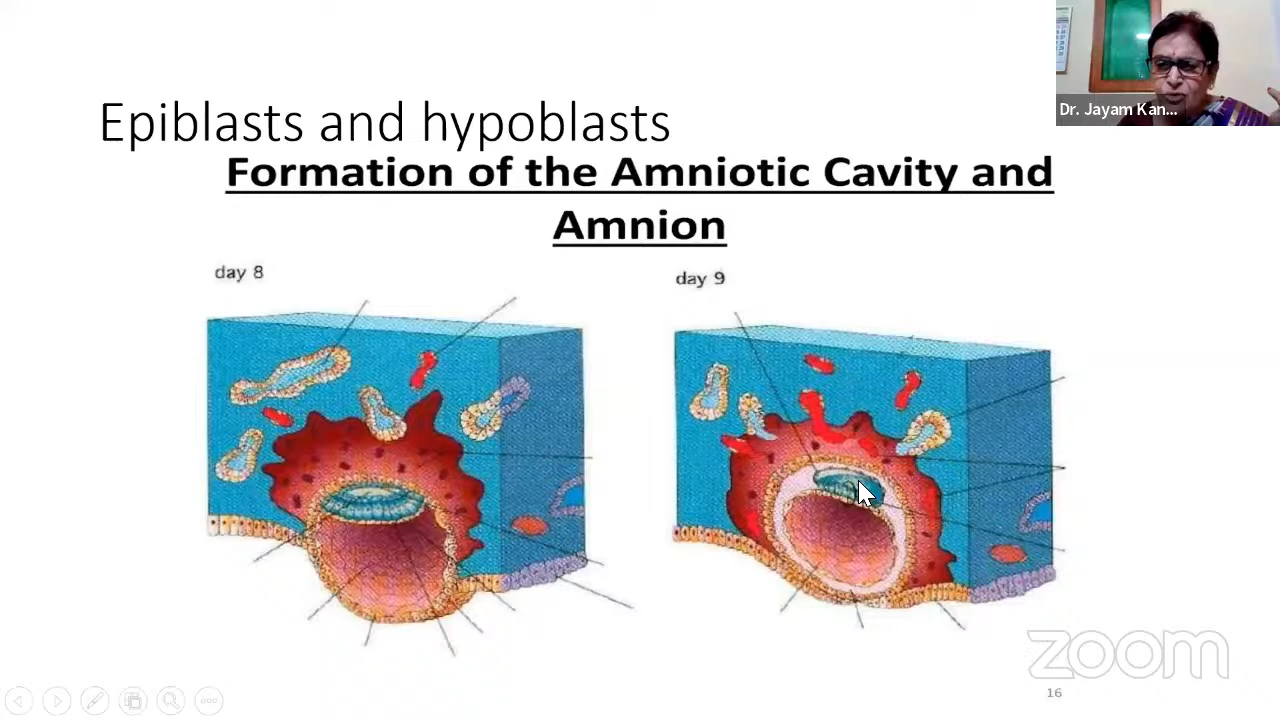 Dr. Jayam Kan...
Epiblasts and hypoblasts
Formation of the Amniotic Cavity and
Amnion
day 8
day 9
zoom
16